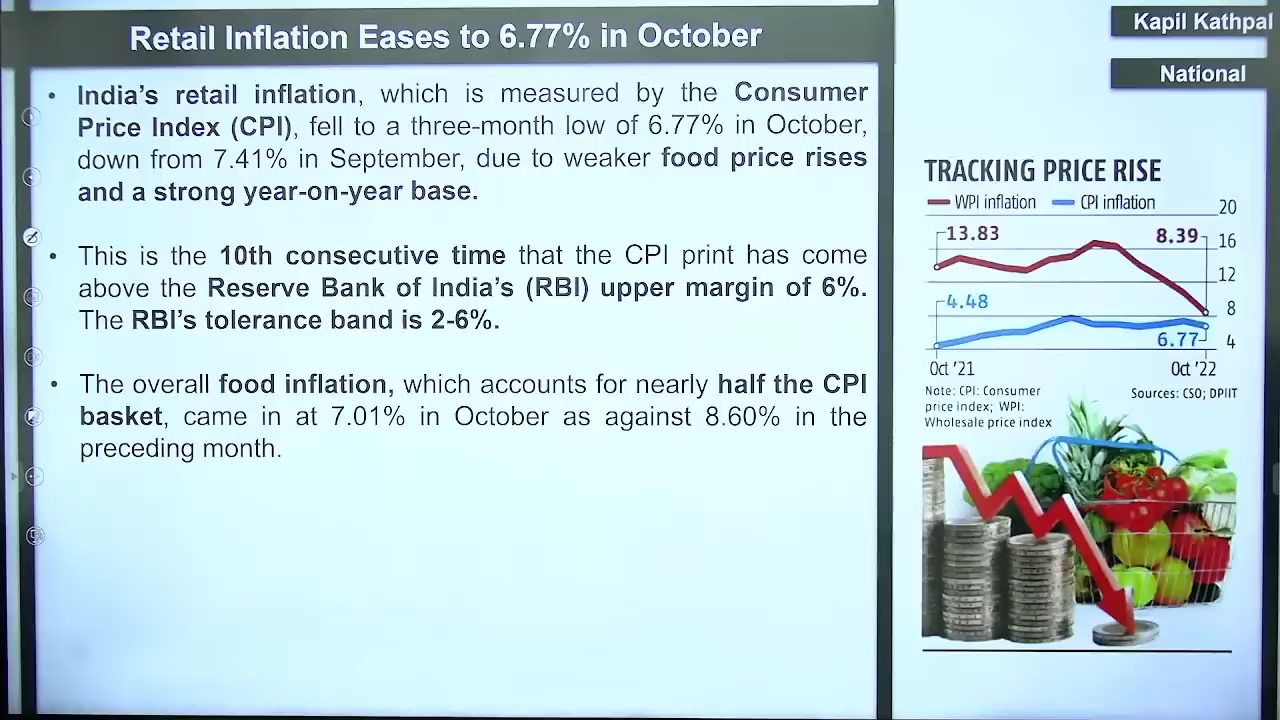 Retail Inflation Eases to 6.77% in October
Kapil Kathpal
National
• India's retail inflation, which is measured by the Consumer
Price Index (CPI), fell to a three-month low of 6.77% in October,
down from 7.41% in September, due to weaker food price rises
and a strong year-on-year base.
• This is the 10th consecutive time that the CPI print has come
above the Reserve Bank of India's (RBI) upper margin of 6%.
The RBI's tolerance band is 2-6%.
• The overall food inflation, which accounts for nearly half the CPI
basket, came in at 7.01% in October as against 8.60% in the
preceding month.
TRACKING PRICE RISE
WPI inflation CPI inflation
20
13.83 8.39 16
12
4.48 8
6.77 4
Oct '21 Oct '22
Note: CPI: Consumer
price index; WPI:
Wholesale price index
Sources: CSO; DPIIT